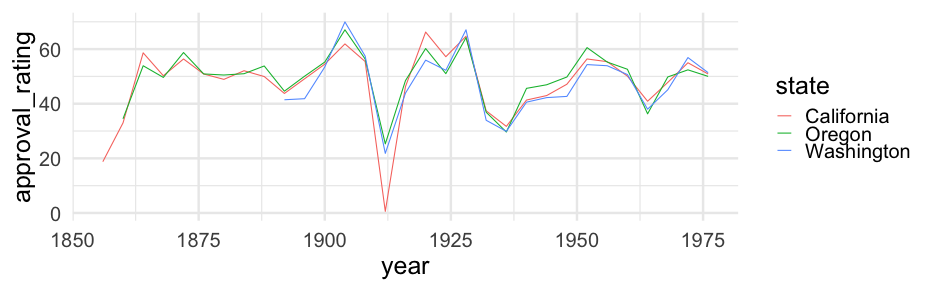 approval_rating
60
40
20
0
1850 1875 1900 1925 1950 1975
year
state
California
Oregon
Washington